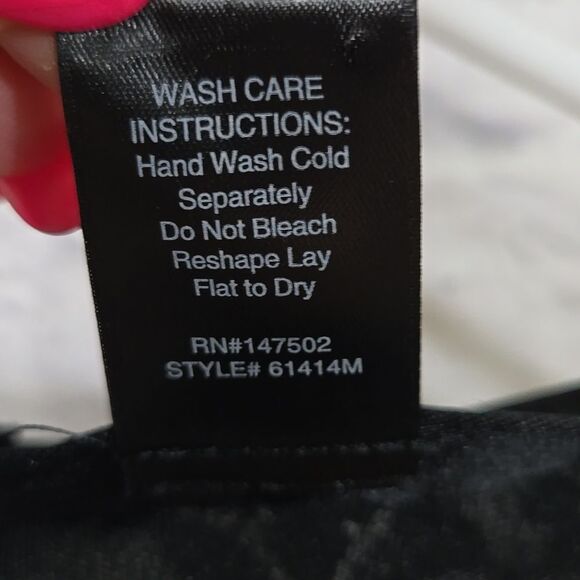 WASH CARE
INSTRUCTIONS:
Hand Wash Cold
Separately
Do Not Bleach
Reshape Lay
Flat to Dry
RN#147502
STYLE# 61414M